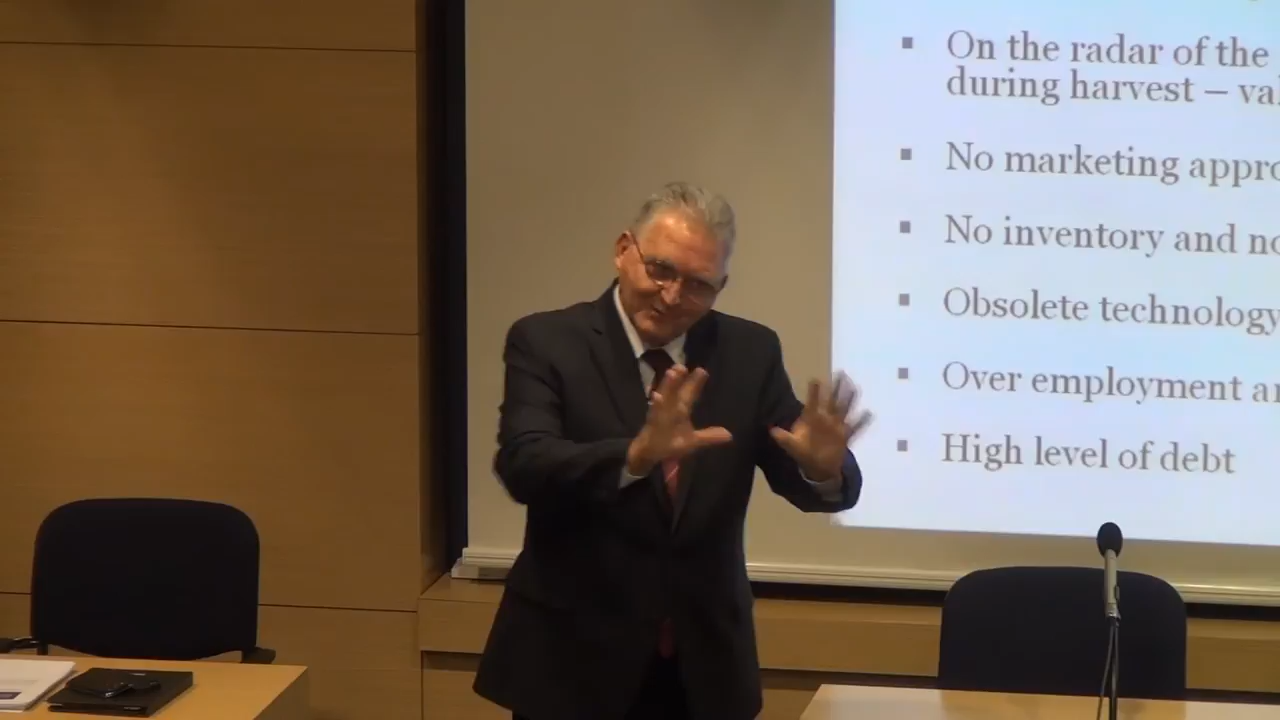 On the radar of the
during harvest –
No marketing
No inventory and
Obsolete technology
Over employment
High level of debt